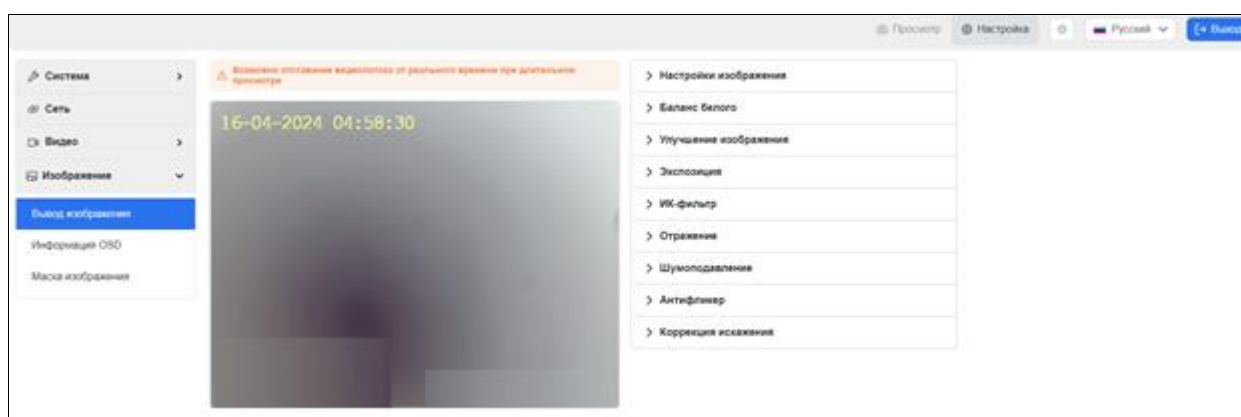 Просмотр
Настройка
Русский
Выход
Система
Сеть
Видео
Изображение
Вывод изображения
Информация OSD
Маска изображения
Возможно отставание видеопотока от реального времени при длительном
просмотре
16-04-2024 04:58:30
Настройки изображения
Баланс белого
Улучшение изображения
Экспозиция
ИК-фильтр
Отражение
Шумоподавление
Антифликер
Коррекция искажения